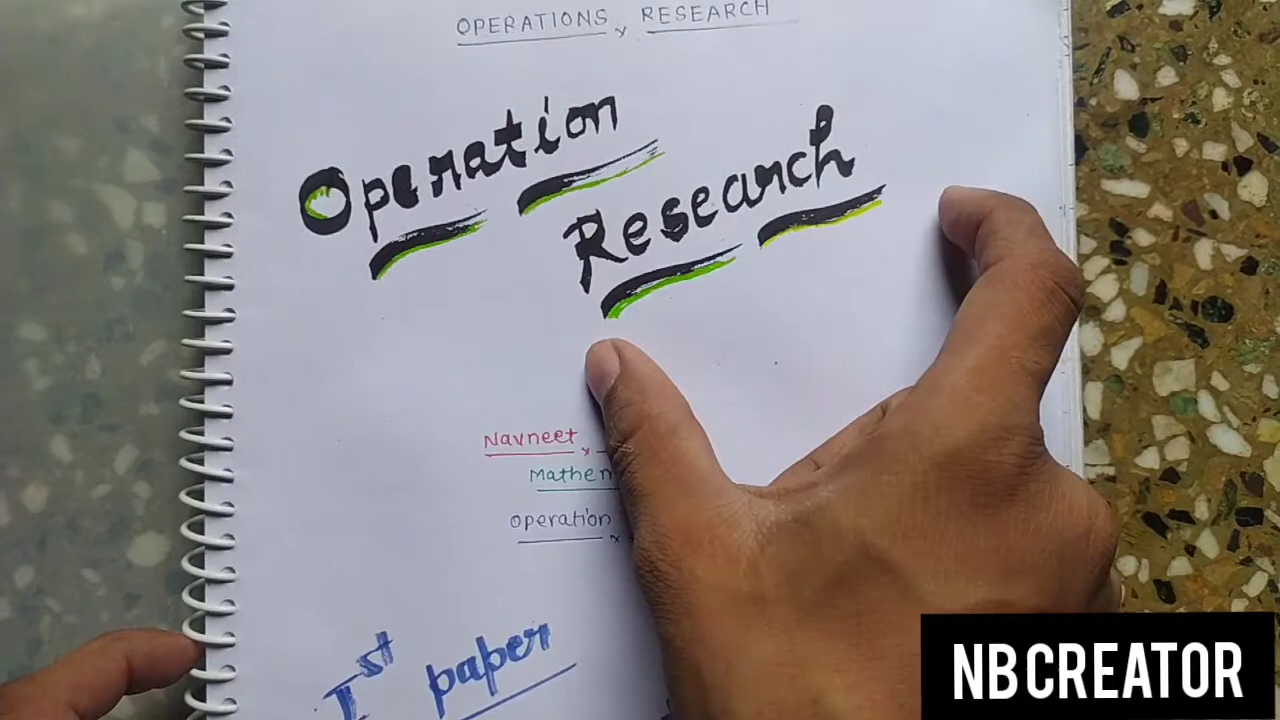 OPERATIONS RESEARCH
Operation
Research
Navneet
Operation
Ist paper
NB CREATOR